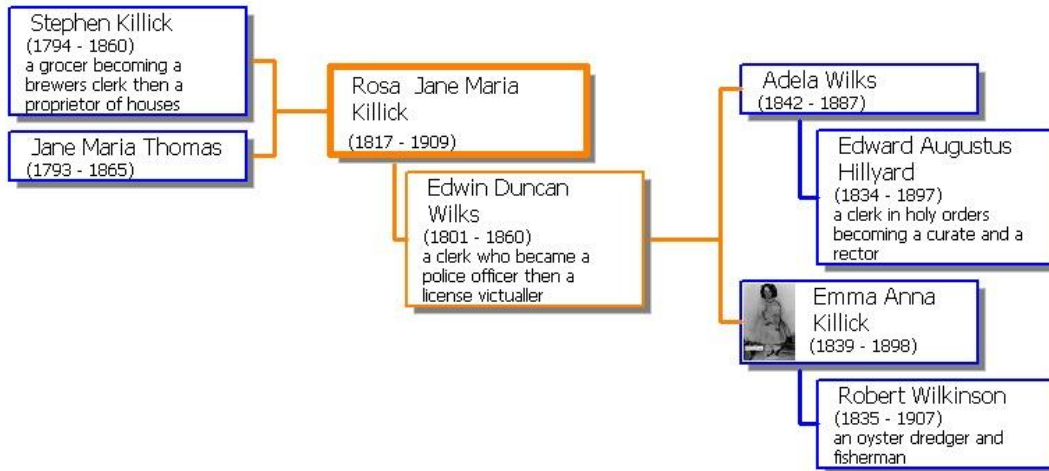 Stephen Killick
(1794 - 1860)
a grocer becoming a
brewers clerk then a
proprietor of houses
Jane Maria Thomas
(1793 - 1865)
Rosa Jane Maria
Killick
(1817 - 1909)
Edwin Duncan
Wilks
(1801 - 1860)
a clerk who became a
police officer then a
license victualler
Adela Wilks
(1842 - 1887)
Edward Augustus
Hillyard
(1834 - 1897)
a clerk in holy orders
becoming a curate and a
rector
Emma Anna
Killick
(1839 - 1898)
Robert Wilkinson
(1835 - 1907)
an oyster dredger and
fisherman